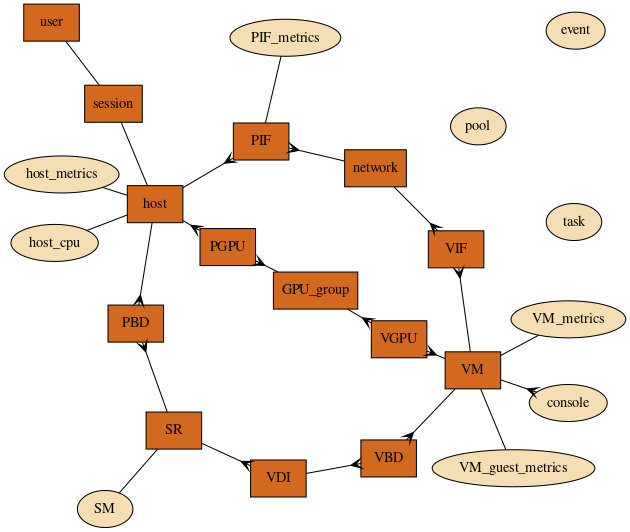 user
event
PIF_metrics
session
pool
PIF
network
host_metrics
host
task
host_cpu
PGPU
VIF
GPU_group
PBD
VGPU
VM_metrics
VM
console
SR
VBD
VM_guest_metrics
VDI
SM